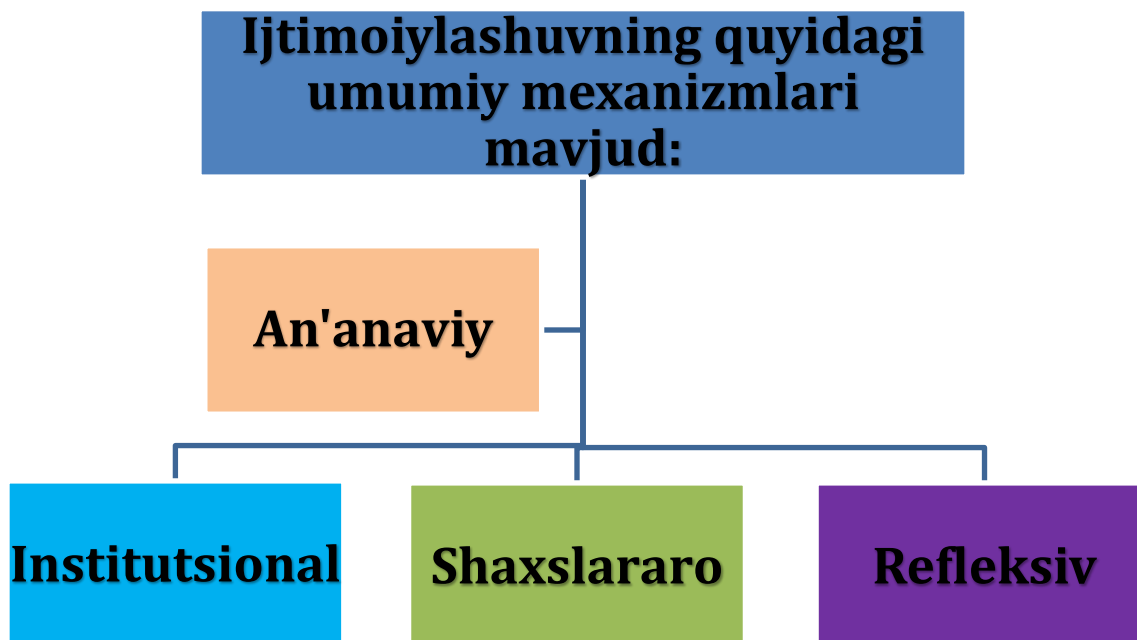 Ijtimoiylashuvning quyidagi
umumiy mexanizmlari
mavjud:
An'anaviy
Institutsional
Shaxslararo
Refleksiv